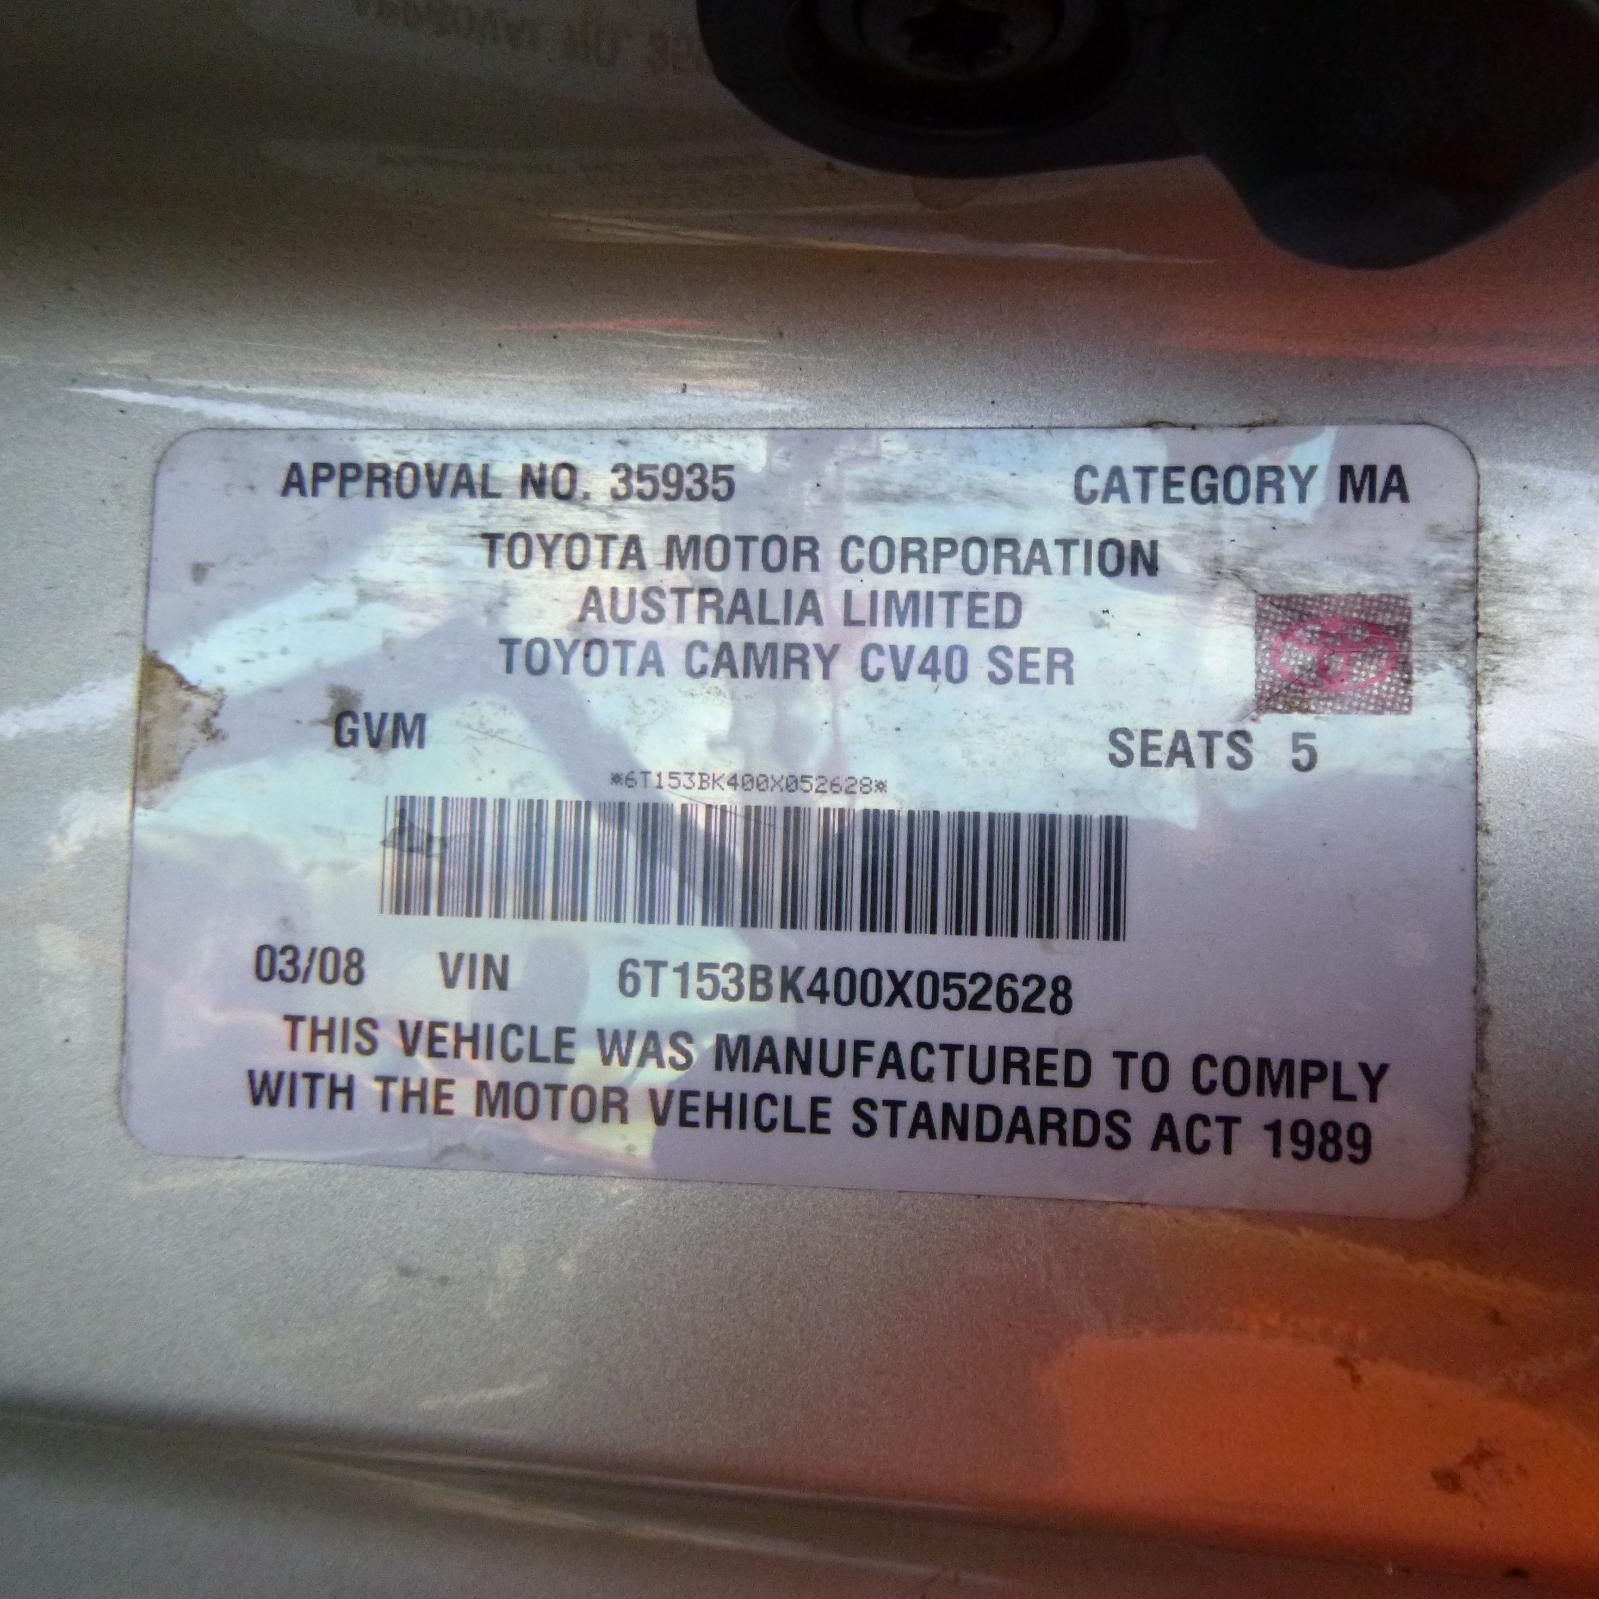 APPROVAL NO. 35935 CATEGORY MA
TOYOTA MOTOR CORPORATION
AUSTRALIA LIMITED
TOYOTA CAMRY CV40 SER
GVM SEATS 5
*6T153BK400X052628*
03/08 VIN 6T153BK400X052628
THIS VEHICLE WAS MANUFACTURED TO COMPLY
WITH THE MOTOR VEHICLE STANDARDS ACT 1989